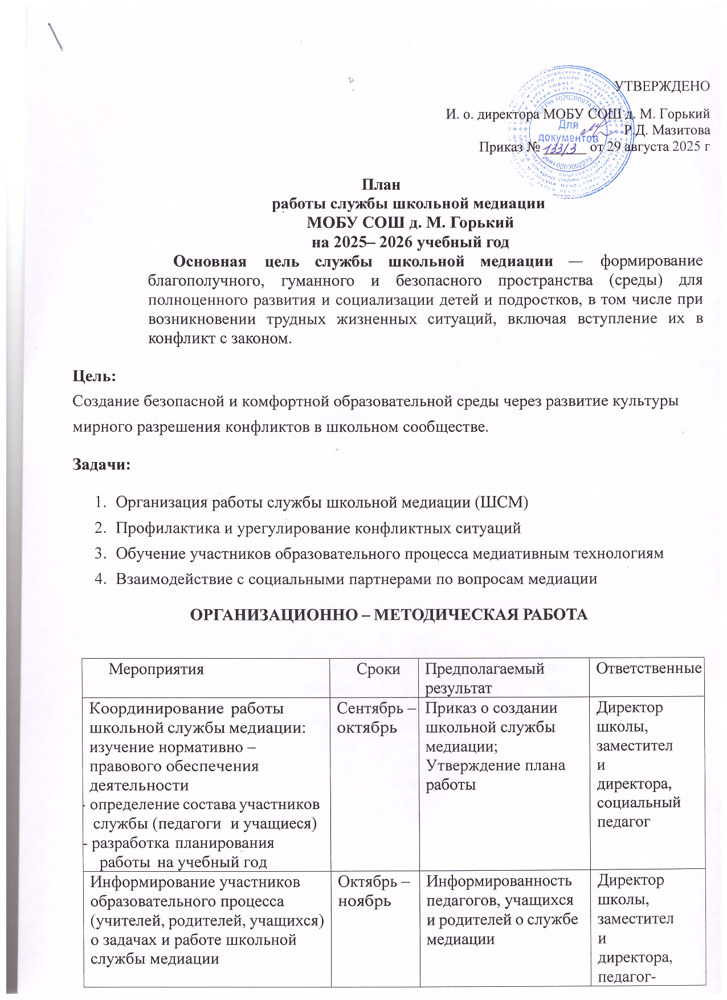 УТВЕРЖДЕНО
И. о. директора МОБУ СОШ д. М. Горький
Р.Д. Мазитова
Приказ № 133/3 от 29 августа 2025 г
ОГРН 102020097438
Для
документов
ИНН 0203002275
План
работы службы школьной медиации
МОБУ СОШ д. М. Горький
на 2025– 2026 учебный год
Основная цель службы школьной медиации — формирование
благополучного, гуманного и безопасного пространства (среды) для
полноценного развития и социализации детей и подростков, в том числе при
возникновении трудных жизненных ситуаций, включая вступление их в
конфликт с законом.
Цель:
Создание безопасной и комфортной образовательной среды через развитие культуры
мирного разрешения конфликтов в школьном сообществе.
Задачи:
1. Организация работы службы школьной медиации (ШСМ)
2. Профилактика и урегулирование конфликтных ситуаций
3. Обучение участников образовательного процесса медиативным технологиям
4. Взаимодействие с социальными партнерами по вопросам медиации
ОРГАНИЗАЦИОННО – МЕТОДИЧЕСКАЯ РАБОТА
Мероприятия
Сроки
Предполагаемый
результат
Ответственные
Координирование работы
школьной службы медиации:
изучение нормативно –
правового обеспечения
деятельности
- определение состава участников
службы (педагоги и учащиеся)
- разработка планирования
работы на учебный год
Сентябрь –
октябрь
Приказ о создании
школьной службы
медиации;
Утверждение плана
работы
Директор
школы,
заместител
и
директора,
социальный
педагог
Информирование участников
образовательного процесса
(учителей, родителей, учащихся)
о задачах и работе школьной
службы медиации
Октябрь –
ноябрь
Информированность
педагогов, учащихся
и родителей о службе
медиации
Директор
школы,
заместител
и
директора,
педагог-